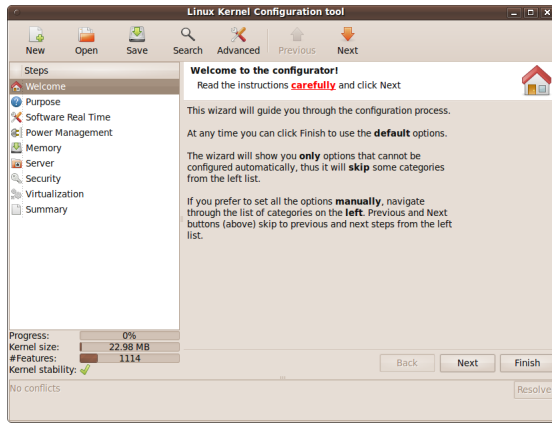 Linux Kernel Configuration tool
New Open Save Search Advanced Previous Next
Steps
Welcome
Purpose
Software Real Time
Power Management
Memory
Server
Security
Virtualization
Summary
Welcome to the configurator!
Read the instructions carefully and click Next
This wizard will guide you through the configuration process.
At any time you can click Finish to use the default options.
The wizard will show you only options that cannot be
configured automatically, thus it will skip some categories
from the left list.
If you prefer to set all the options manually, navigate
through the list of categories on the left. Previous and Next
buttons (above) skip to previous and next steps from the left
list.
Progress: 0%
Kernel size: 22.98 MB
#Features: 1114
Kernel stability:
Back Next Finish
No conflicts
Resolve